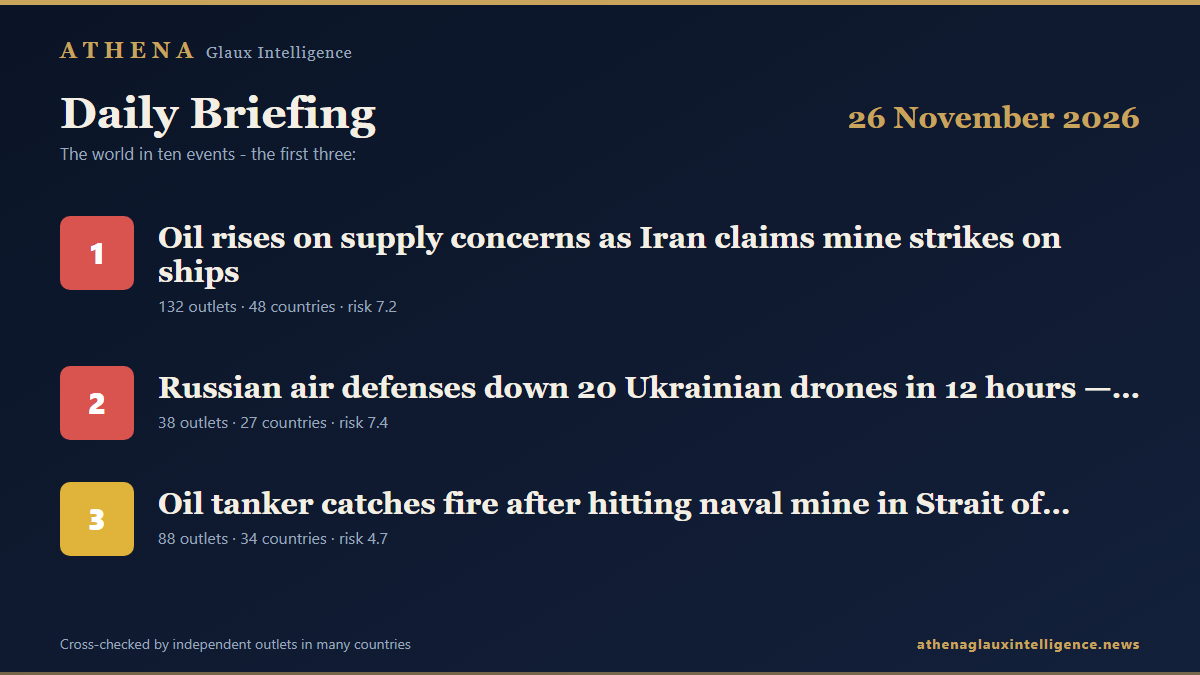 ATHENA Glaux Intelligence
Daily Briefing
26 November 2026
The world in ten events - the first three:
1
Oil rises on supply concerns as Iran claims mine strikes on
ships
132 outlets · 48 countries · risk 7.2
2
Russian air defenses down 20 Ukrainian drones in 12 hours —...
38 outlets · 27 countries · risk 7.4
3
Oil tanker catches fire after hitting naval mine in Strait of...
88 outlets · 34 countries · risk 4.7
Cross-checked by independent outlets in many countries
athenaglauxintelligence.news